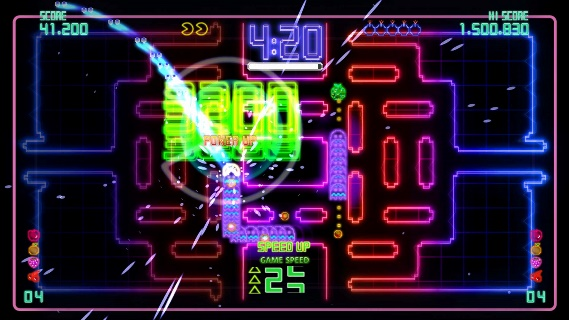 SCORE
41.200
4:20
HI SCORE
1.500.830
3200
POWER UP
SPEED UP
GAME SPEED
25
04
04